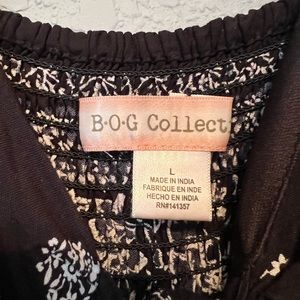 B·O·G Collect
L
MADE IN INDIA
FABRIQUE EN INDE
HECHO EN INDIA
RN#141357